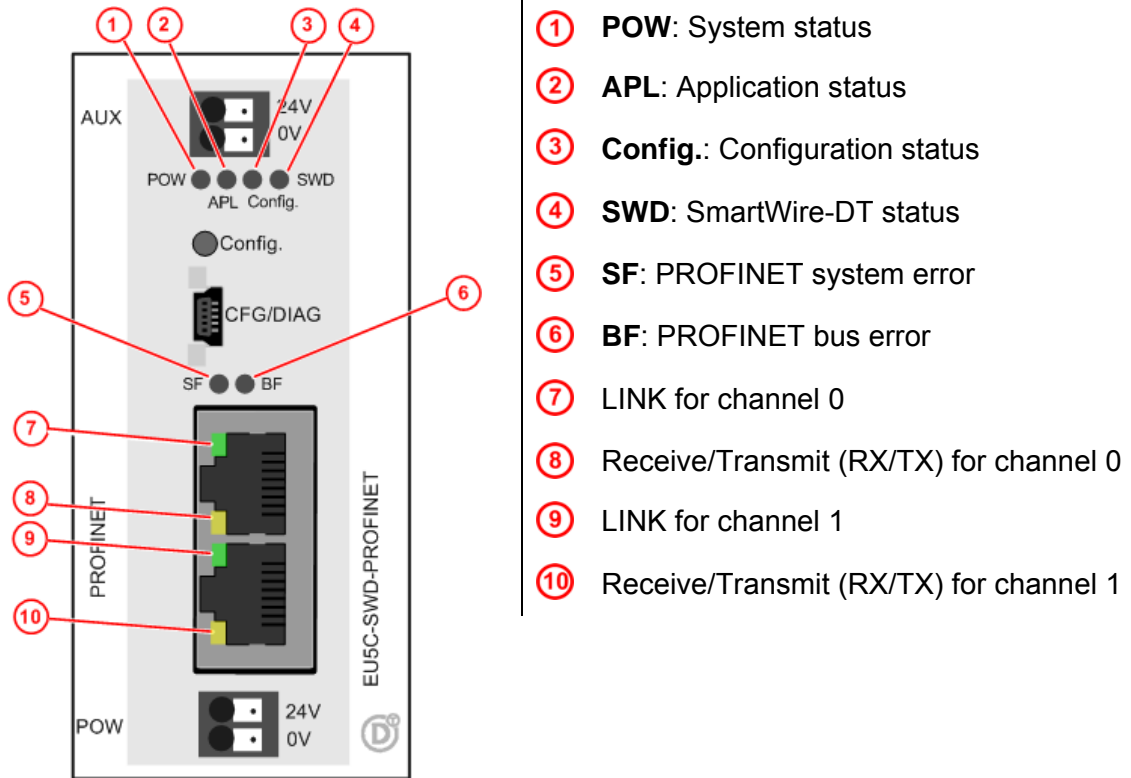 1 2 3 4
AUX
24V
0V
POW SWD
APL Config.
Config.
5
6
CFG/DIAG
SF BF
7
8
9
10
PROFINET
EU5C-SWD-PROFINET
POW
24V
0V
D T
1 POW: System status
2 APL: Application status
3 Config.: Configuration status
4 SWD: SmartWire-DT status
5 SF: PROFINET system error
6 BF: PROFINET bus error
7 LINK for channel 0
8 Receive/Transmit (RX/TX) for channel 0
9 LINK for channel 1
10 Receive/Transmit (RX/TX) for channel 1